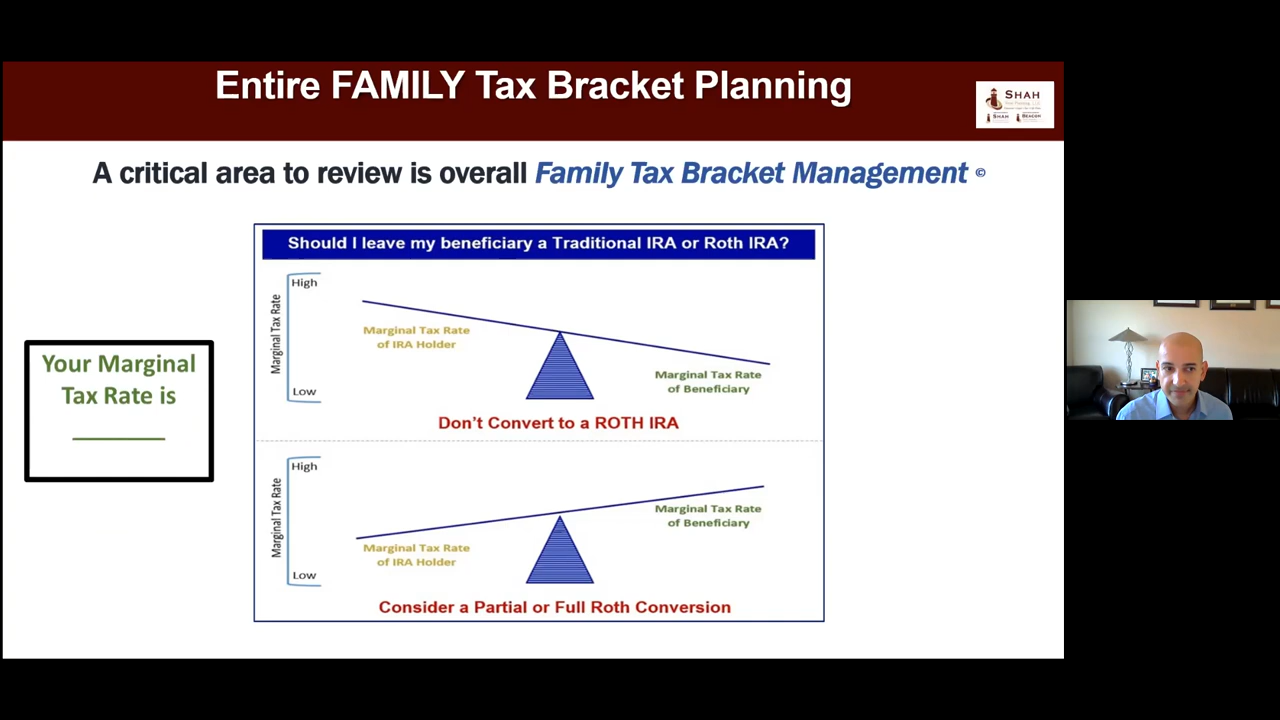 Entire FAMILY Tax Bracket Planning
SHAH
SHAH
BEACON
A critical area to review is overall Family Tax Bracket Management ©
Should I leave my beneficiary a Traditional IRA or Roth IRA?
High
Marginal Tax Rate
Low
Marginal Tax Rate
of IRA Holder
Marginal Tax Rate
of Beneficiary
Don't Convert to a ROTH IRA
Your Marginal
Tax Rate is
High
Marginal Tax Rate
Low
Marginal Tax Rate
of Beneficiary
Marginal Tax Rate
of IRA Holder
Consider a Partial or Full Roth Conversion